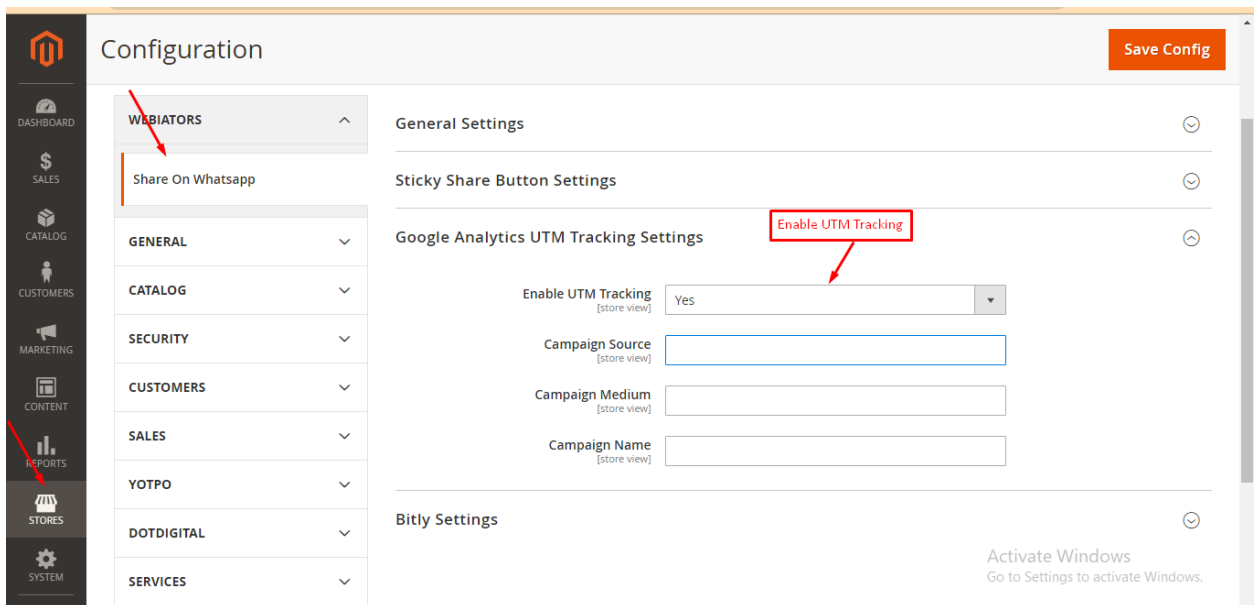 Configuration
Save Config
DASHBOARD
SALES
CATALOG
CUSTOMERS
MARKETING
CONTENT
REPORTS
STORES
SYSTEM
WEBIATORS
Share On Whatsapp
GENERAL
CATALOG
SECURITY
CUSTOMERS
SALES
YOTPO
DOTDIGITAL
SERVICES
General Settings
Sticky Share Button Settings
Google Analytics UTM Tracking Settings
Enable UTM Tracking
Enable UTM Tracking
[store view]
Yes
Campaign Source
[store view]
Campaign Medium
[store view]
Campaign Name
[store view]
Bitly Settings
Activate Windows
Go to Settings to activate Windows.